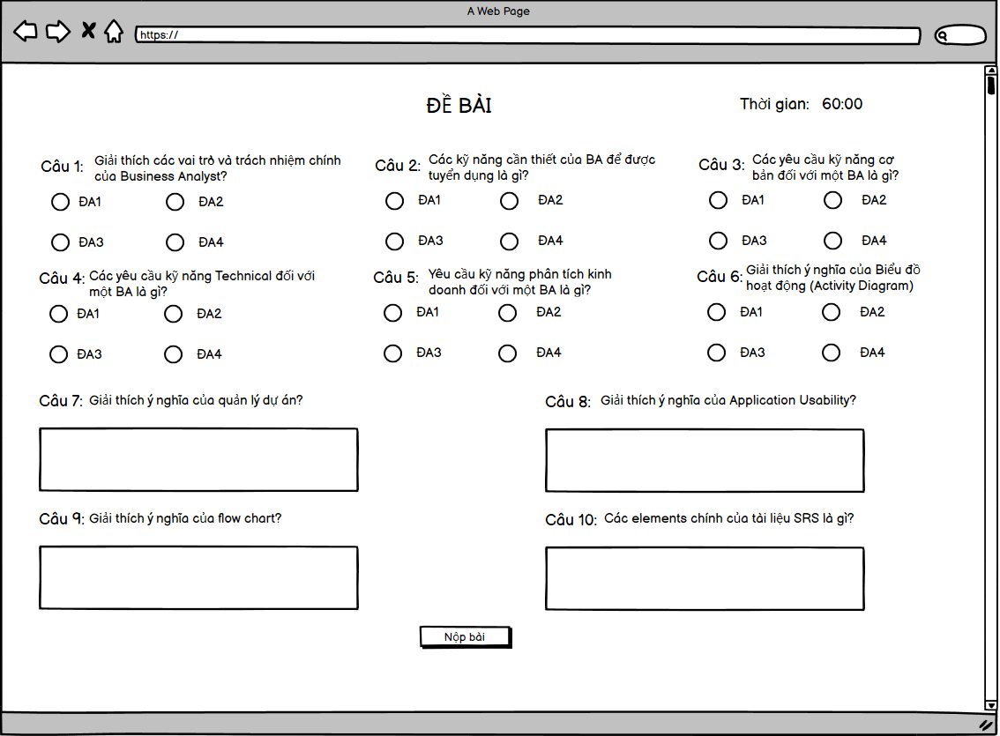 A Web Page
https://
ĐỀ BÀI
Thời gian: 60:00
Câu 1: Giải thích các vai trò và trách nhiệm chính
của Business Analyst?
ĐA1 ĐA2
ĐA3 ĐA4
Câu 2: Các kỹ năng cần thiết của BA để được
tuyển dụng là gì?
ĐA1 ĐA2
ĐA3 ĐA4
Câu 3: Các yêu cầu kỹ năng cơ
bản đối với một BA là gì?
ĐA1 ĐA2
ĐA3 ĐA4
Câu 4: Các yêu cầu kỹ năng Technical đối với
một BA là gì?
ĐA1 ĐA2
ĐA3 ĐA4
Câu 5: Yêu cầu kỹ năng phân tích kinh
doanh đối với một BA là gì?
ĐA1 ĐA2
ĐA3 ĐA4
Câu 6: Giải thích ý nghĩa của Biểu đồ
hoạt động (Activity Diagram)
ĐA1 ĐA2
ĐA3 ĐA4
Câu 7: Giải thích ý nghĩa của quản lý dự án?
Câu 8: Giải thích ý nghĩa của Application Usability?
Câu 9: Giải thích ý nghĩa của flow chart?
Câu 10: Các elements chính của tài liệu SRS là gì?
Nộp bài